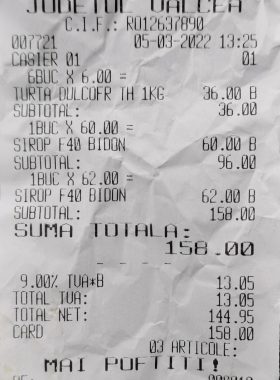 JUDETUL VALCEA
C.I.F.: RO12637890
007721 05-03-2022 13:25
CASIER 01 01
6BUC X 6.00 =
TURTA DULCOFR TH 1KG 36.00 B
SUBTOTAL: 36.00
1BUC X 60.00 =
SIROP F40 BIDON 60.00 B
SUBTOTAL: 96.00
1BUC X 62.00 =
SIROP F40 BIDON 62.00 B
SUBTOTAL: 158.00
SUMA TOTALA:
158.00
- - - -
9.00% TVA*B 13.05
TOTAL TVA: 13.05
TOTAL NET: 144.95
CARD 158.00
03 ARTICOLE:
MAI POFTITI!